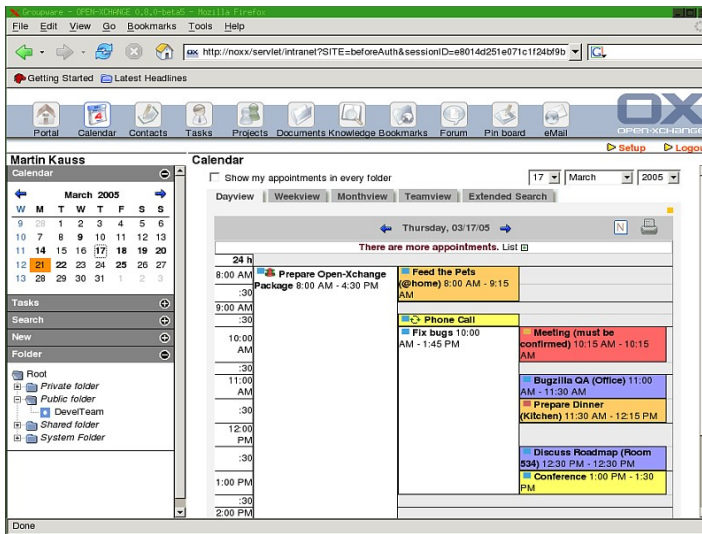 Groupware - OPEN-XCHANGE 0.8.0-beta5 - Mozilla Firefox
File Edit View Go Bookmarks Tools Help
ox http://noxx/servlet/intranet?SITE=beforeAuth&sessionID=e8014d251e071c1f24bf9b G
Getting Started Latest Headlines
Portal Calendar Contacts Tasks Projects Documents Knowledge Bookmarks Forum Pin board eMail
OX
OPEN-XCHANGE
Setup Logou
Martin Kauss
Calendar
March 2005
W M T W T F S S
9 28 1 2 3 4 5 6
10 7 8 9 10 11 12 13
11 14 15 16 17 18 19 20
12 21 22 23 24 25 26 27
13 28 29 30 31 1 2 3
Tasks
Search
New
Folder
Root
Private folder
Public folder
DevelTeam
Shared folder
System Folder
Calendar
Show my appointments in every folder
17 March 2005
Dayview Weekview Monthview Teamview Extended Search
Thursday, 03/17/05 N
There are more appointments. List
24 h
8:00 AM
:30
9:00 AM
:30
10:00
AM
:30
11:00
AM
:30
12:00
PM
:30
1:00 PM
:30
2:00 PM
Prepare Open-Xchange
Package 8:00 AM - 4:30 PM
Feed the Pets
(@home) 8:00 AM - 9:15
AM
Phone Call
Fix bugs 10:00
AM - 1:45 PM
Meeting (must be
confirmed) 10:15 AM - 10:15
AM
Bugzilla QA (Office) 11:00
AM - 11:30 AM
Prepare Dinner
(Kitchen) 11:30 AM - 12:15 PM
Discuss Roadmap (Room
534) 12:30 PM - 12:30 PM
Conference 1:00 PM - 1:30
PM
Done